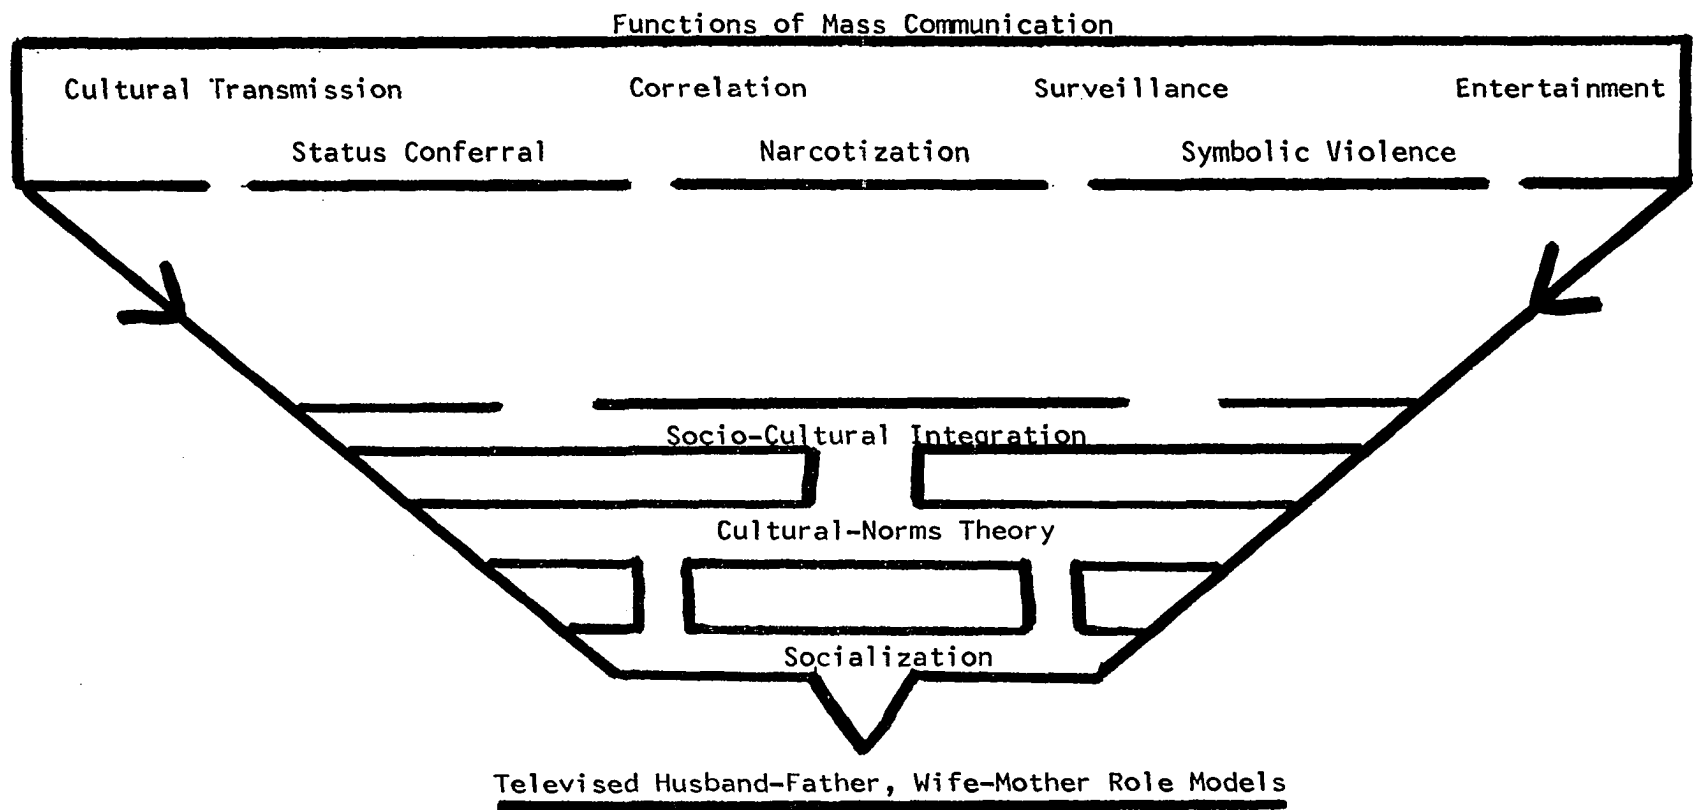 Functions of Mass Communication
Cultural Transmission Correlation Surveillance Entertainment
Status Conferral Narcotization Symbolic Violence
Socio-Cultural Integration
Cultural-Norms Theory
Socialization
Televised Husband-Father, Wife-Mother Role Models